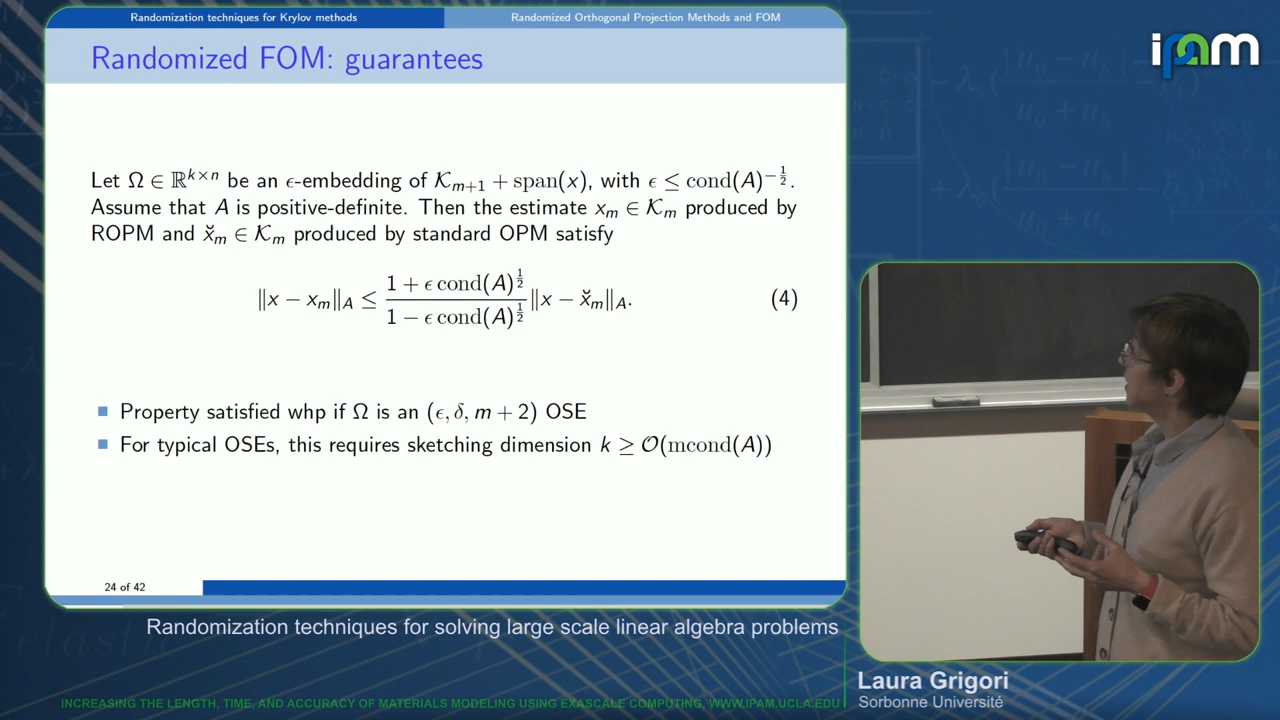 Randomization techniques for Krylov methods
Randomized Orthogonal Projection Methods and FOM
Randomized FOM: guarantees
Let Ω ∈ ℝ^{k×n} be an ϵ-embedding of 𝒦_{m+1} + span(x), with ϵ ≤ cond(A)^{-1/2}.
Assume that A is positive-definite. Then the estimate x_m ∈ 𝒦_m produced by
ROPM and x̆_m ∈ 𝒦_m produced by standard OPM satisfy
‖x − x_m‖_A ≤ \frac{1 + ϵ cond(A)^{1/2}}{1 − ϵ cond(A)^{1/2}} ‖x − x̆_m‖_A. (4)
Property satisfied whp if Ω is an (ϵ, δ, m + 2) OSE
For typical OSEs, this requires sketching dimension k ≥ 𝒪(mcond(A))
24 of 42
Randomization techniques for solving large scale linear algebra problems
ipam
Laura Grigori
Sorbonne Université
INCREASING THE LENGTH, TIME, AND ACCURACY OF MATERIALS MODELING USING EXASCALE COMPUTING, WWW.IPAM.UCLA.EDU